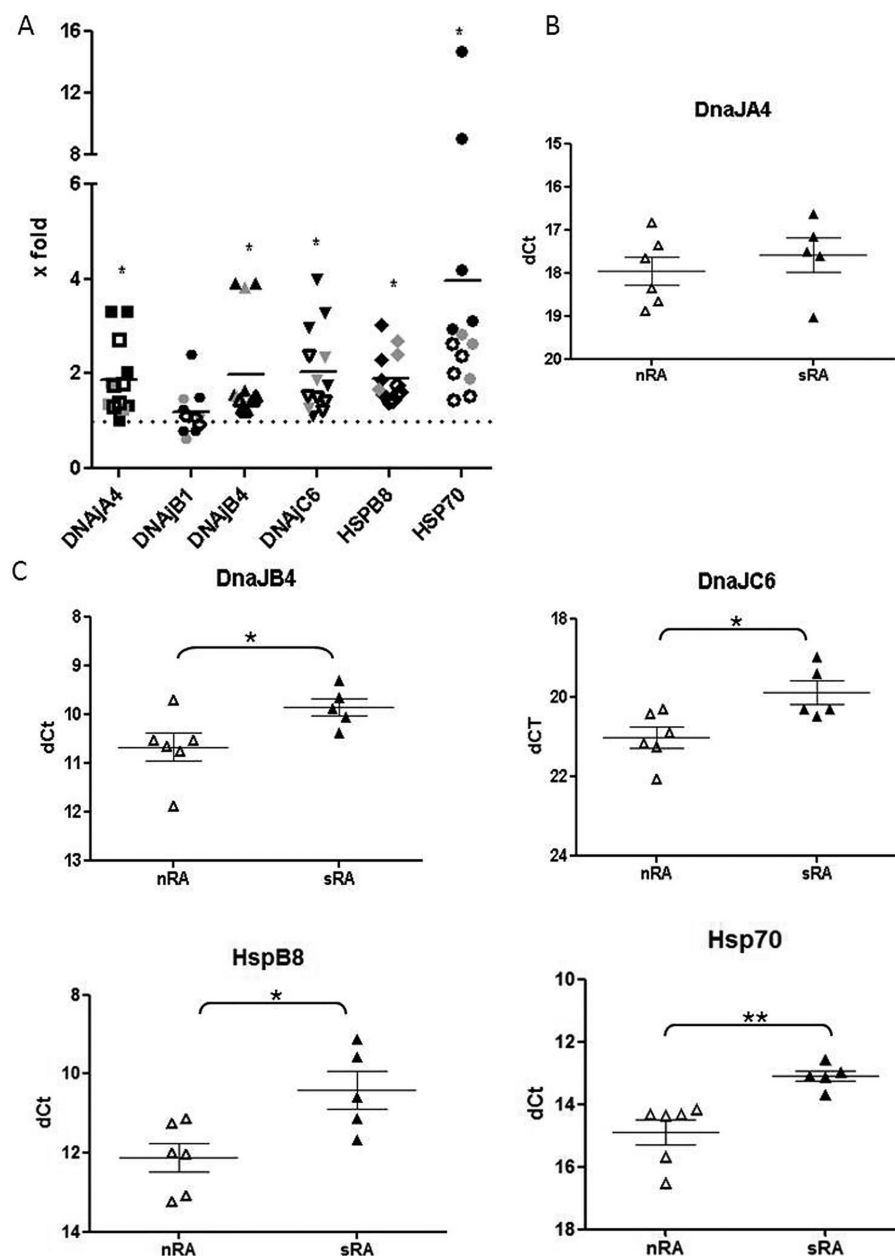 A
16
12
8
6
4
2
0
x fold
*
*
*
*
*
DNAjA4
DNAjB1
DNAjB4
DNAjC6
HSPB8
HSP70
B
DnaJA4
15
16
17
18
19
20
dCt
nRA
sRA
C
DnaJB4
8
9
10
11
12
13
dCt
*
nRA
sRA
DnaJC6
18
20
22
24
dCT
*
nRA
sRA
HspB8
8
10
12
14
dCt
*
nRA
sRA
Hsp70
10
12
14
16
18
dCt
**
nRA
sRA